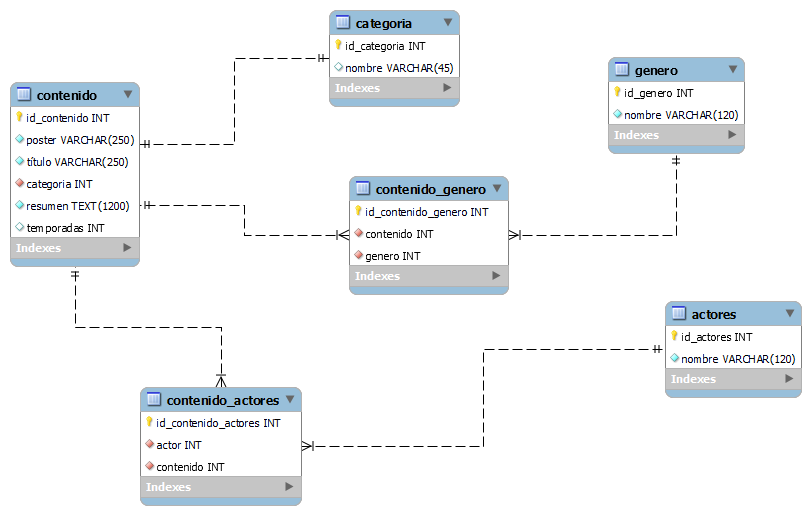 categoria
id_categoria INT
nombre VARCHAR(45)
Indexes
contenido
id_contenido INT
poster VARCHAR(250)
título VARCHAR(250)
categoria INT
resumen TEXT(1200)
temporadas INT
Indexes
genero
id_genero INT
nombre VARCHAR(120)
Indexes
contenido_genero
id_contenido_genero INT
contenido INT
genero INT
Indexes
actores
id_actores INT
nombre VARCHAR(120)
Indexes
contenido_actores
id_contenido_actores INT
actor INT
contenido INT
Indexes